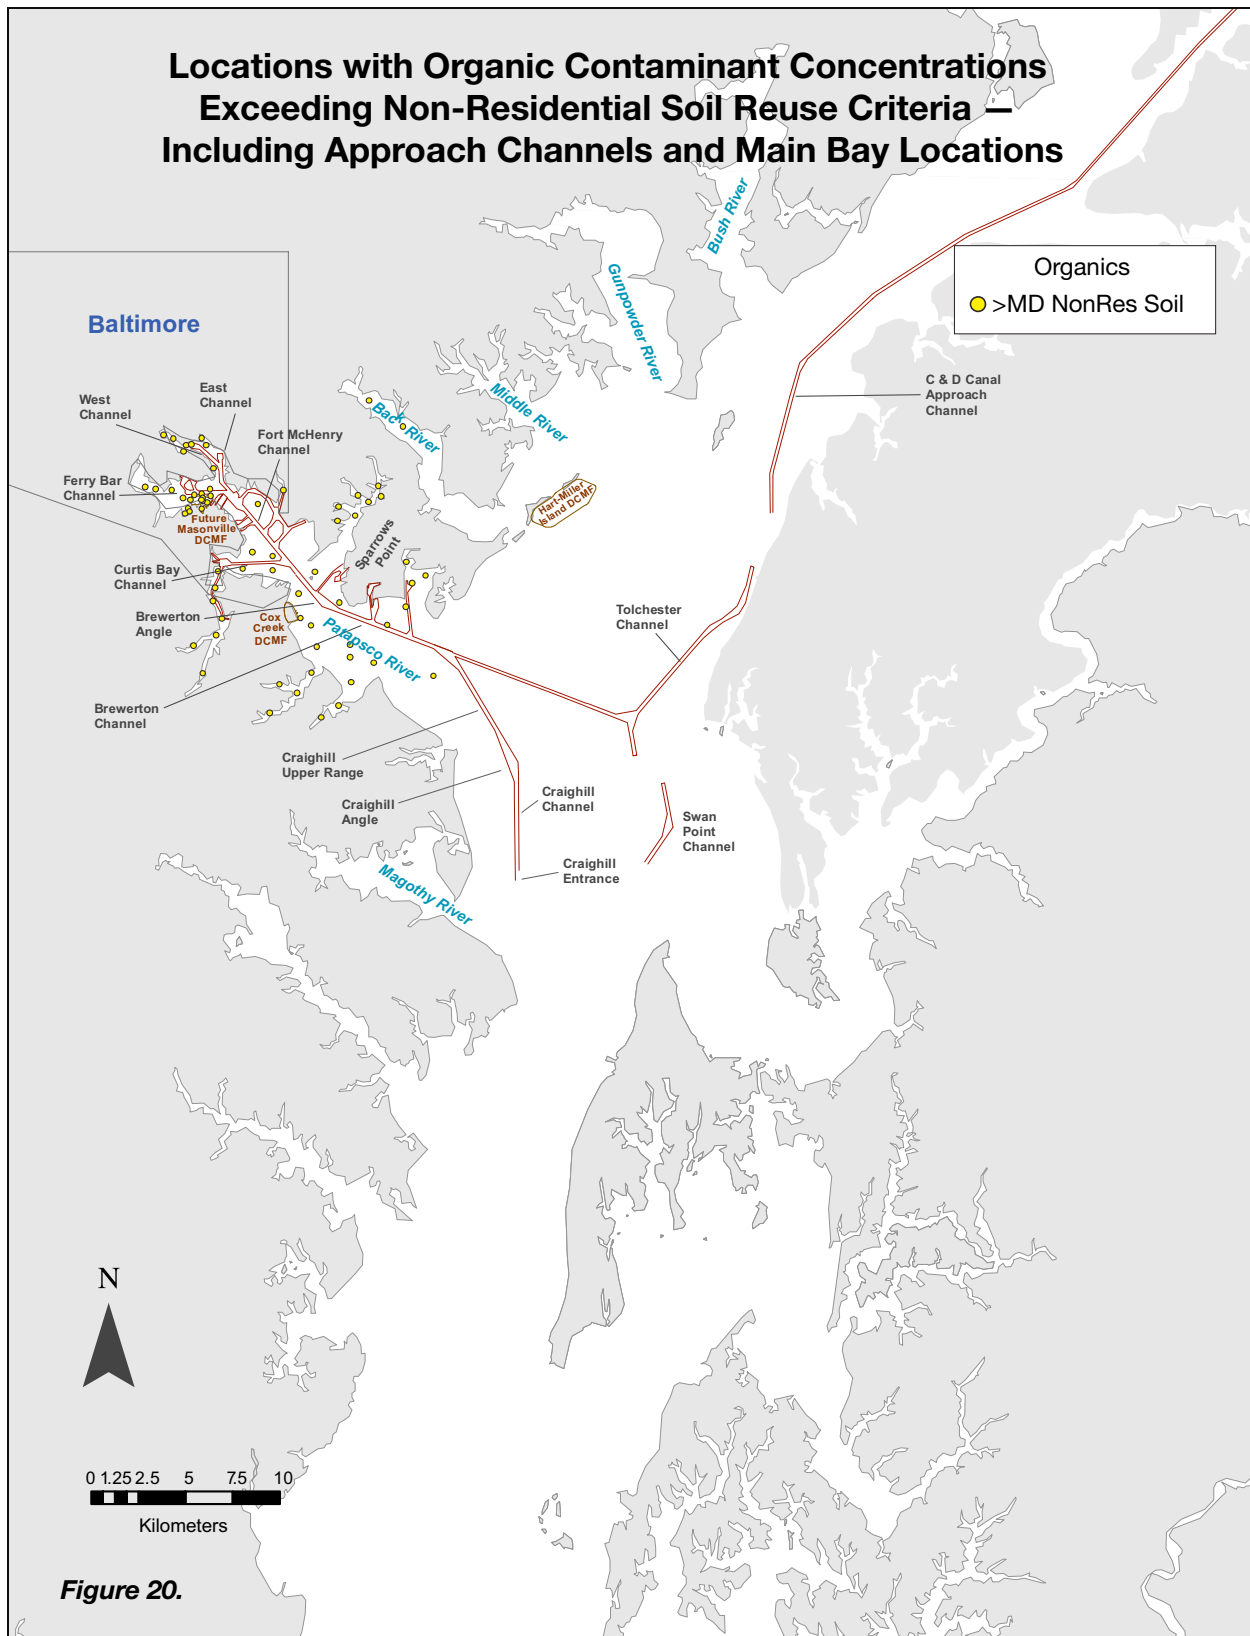 Locations with Organic Contaminant Concentrations
Exceeding Non-Residential Soil Reuse Criteria —
Including Approach Channels and Main Bay Locations
Bush River
Gunpowder River
Organics
>MD NonRes Soil
Baltimore
C & D Canal
Approach
Channel
East
Channel
West
Channel
Middle River
Back River
Fort McHenry
Channel
Ferry Bar
Channel
Hart-Miller
Island DCMF
Future
Masonville
DCMF
Sparrows
Point
Curtis Bay
Channel
Brewerton
Angle
Cox
Creek
DCMF
Patapsco River
Tolchester
Channel
Brewerton
Channel
Craighill
Upper Range
Craighill
Angle
Craighill
Channel
Swan
Point
Channel
Craighill
Entrance
Magothy River
N
0 1.25 2.5 5 7.5 10
Kilometers
Figure 20.